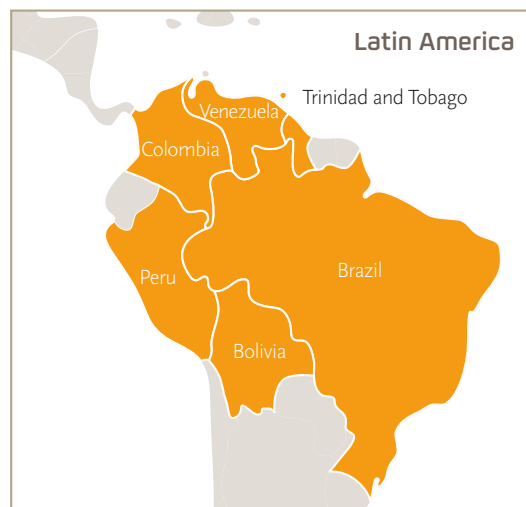 Latin America
Trinidad and Tobago
Venezuela
Colombia
Peru
Brazil
Bolivia